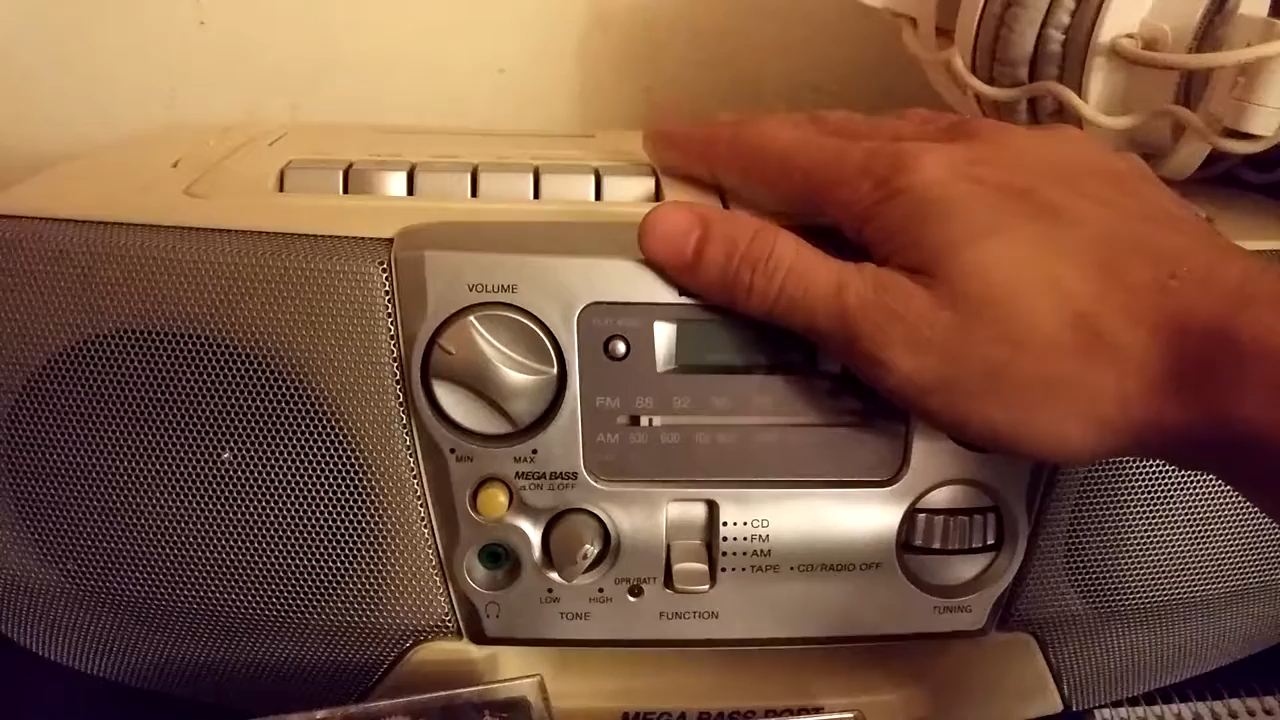 VOLUME
FM 88 92
AM 530 600
MIN MAX
MEGA BASS
ON OFF
CD
FM
AM
TAPE • CD/RADIO OFF
OPR/BATT
LOW HIGH
TONE
FUNCTION
TUNING
MEGA BASS PORT